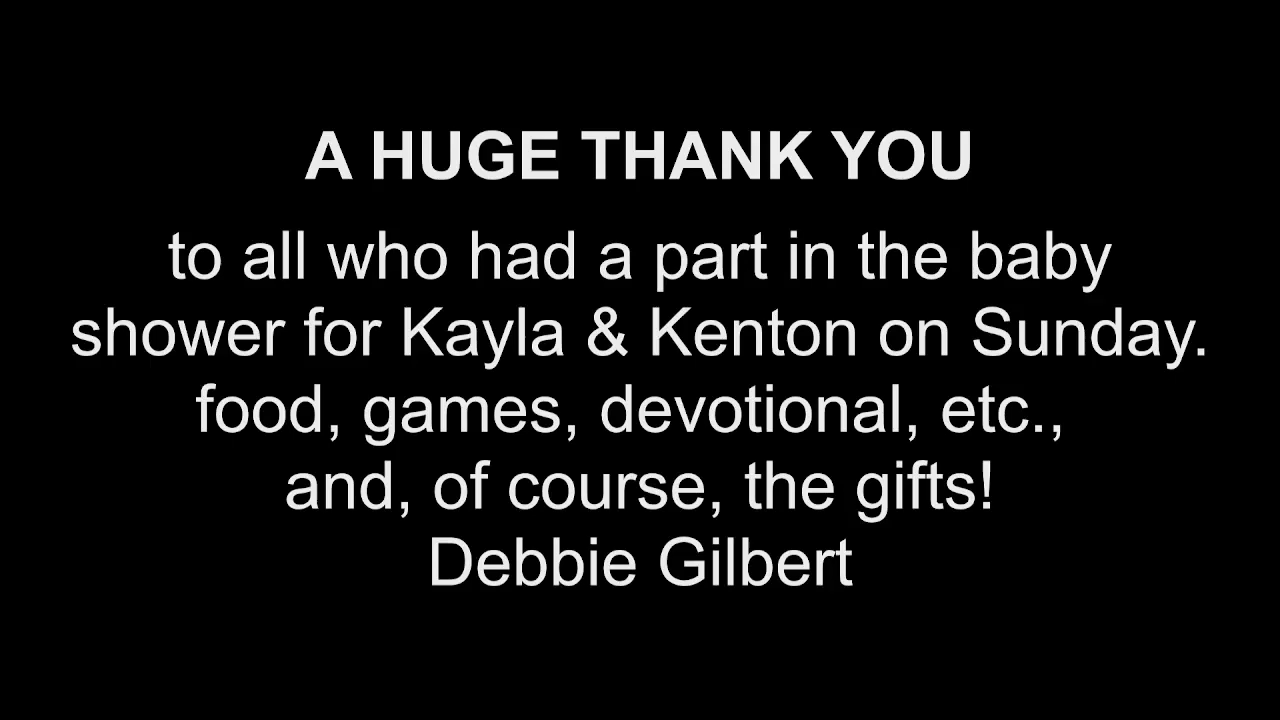 A HUGE THANK YOU
to all who had a part in the baby
shower for Kayla & Kenton on Sunday.
food, games, devotional, etc.,
and, of course, the gifts!
Debbie Gilbert